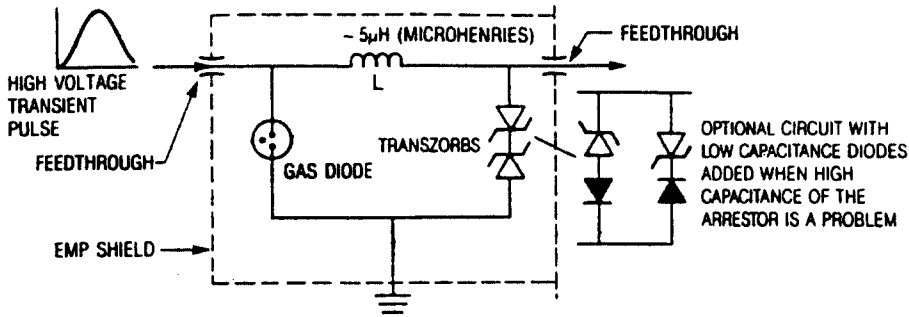 ~ 5μH (MICROHENRIES)
L
FEEDTHROUGH
HIGH VOLTAGE
TRANSIENT
PULSE
FEEDTHROUGH
GAS DIODE
TRANSZORBS
OPTIONAL CIRCUIT WITH
LOW CAPACITANCE DIODES
ADDED WHEN HIGH
CAPACITANCE OF THE
ARRESTOR IS A PROBLEM
EMP SHIELD